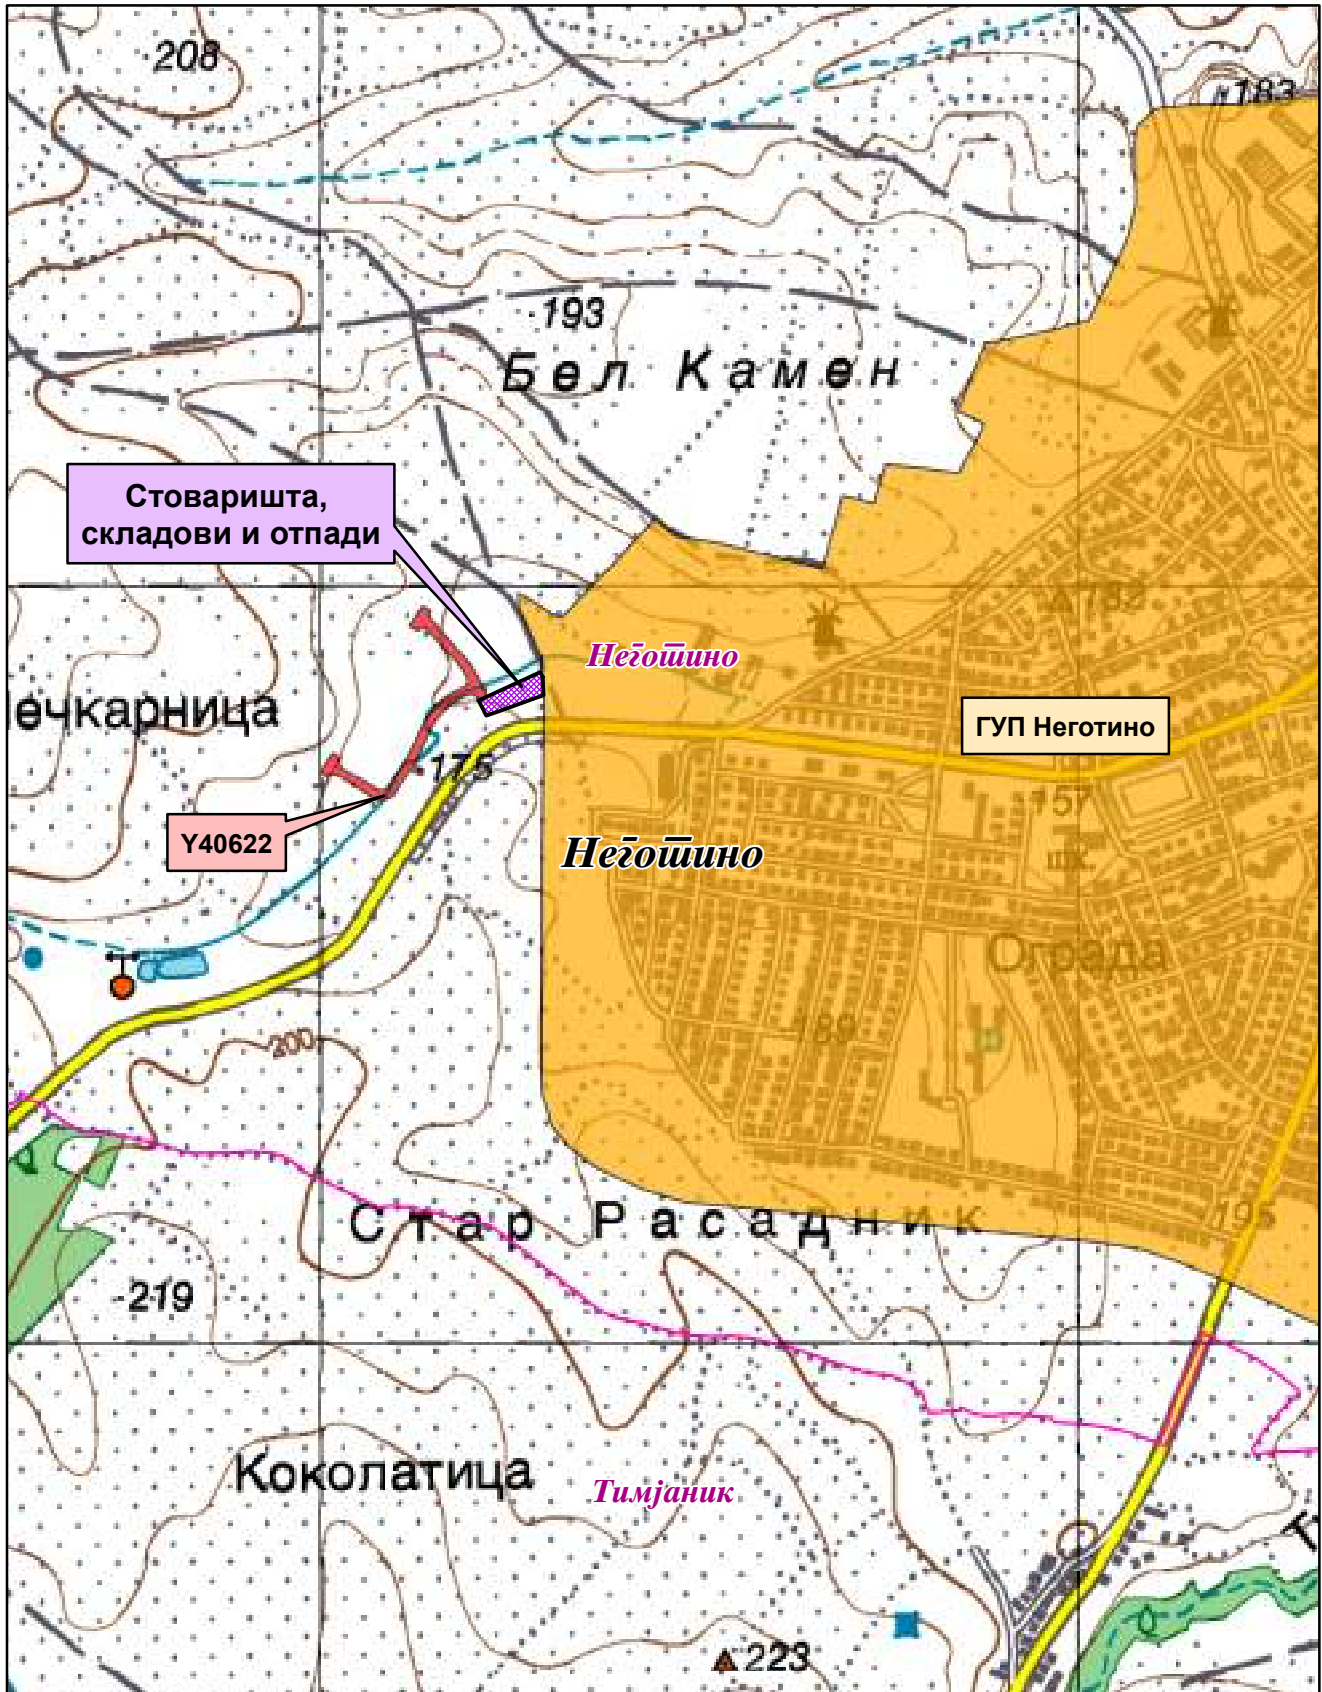 208
183
193
Бел Камен
Стоваришта,
складови и отпади
Неготино
ГУП Неготино
175
157
шк.
Y40622
Неготино
Ограда
189
200
Стар Расадник
195
219
Коколатица
Тимјаник
223